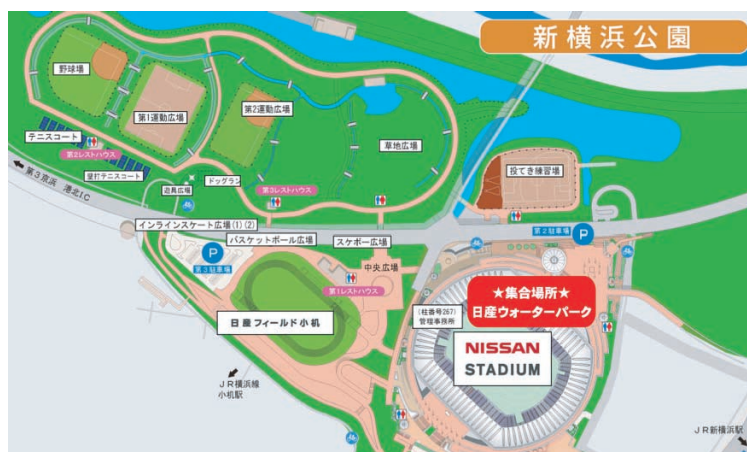 新横浜公園
野球場
第1運動広場
第2運動広場
草地広場
投てき練習場
テニスコート
第2レストハウス
壁打テニスコート
遊具広場
ドッグラン
第3レストハウス
第3京浜 港北I.C
インラインスケート広場(1)(2)
バスケットボール広場
スケボー広場
第2駐車場
P
P
第3駐車場
中央広場
第1レストハウス
★集合場所★
日産ウォーターパーク
(柱番号267)
管理事務所
日産フィールド小机
NISSAN
STADIUM
JR横浜線
小机駅
JR新横浜駅